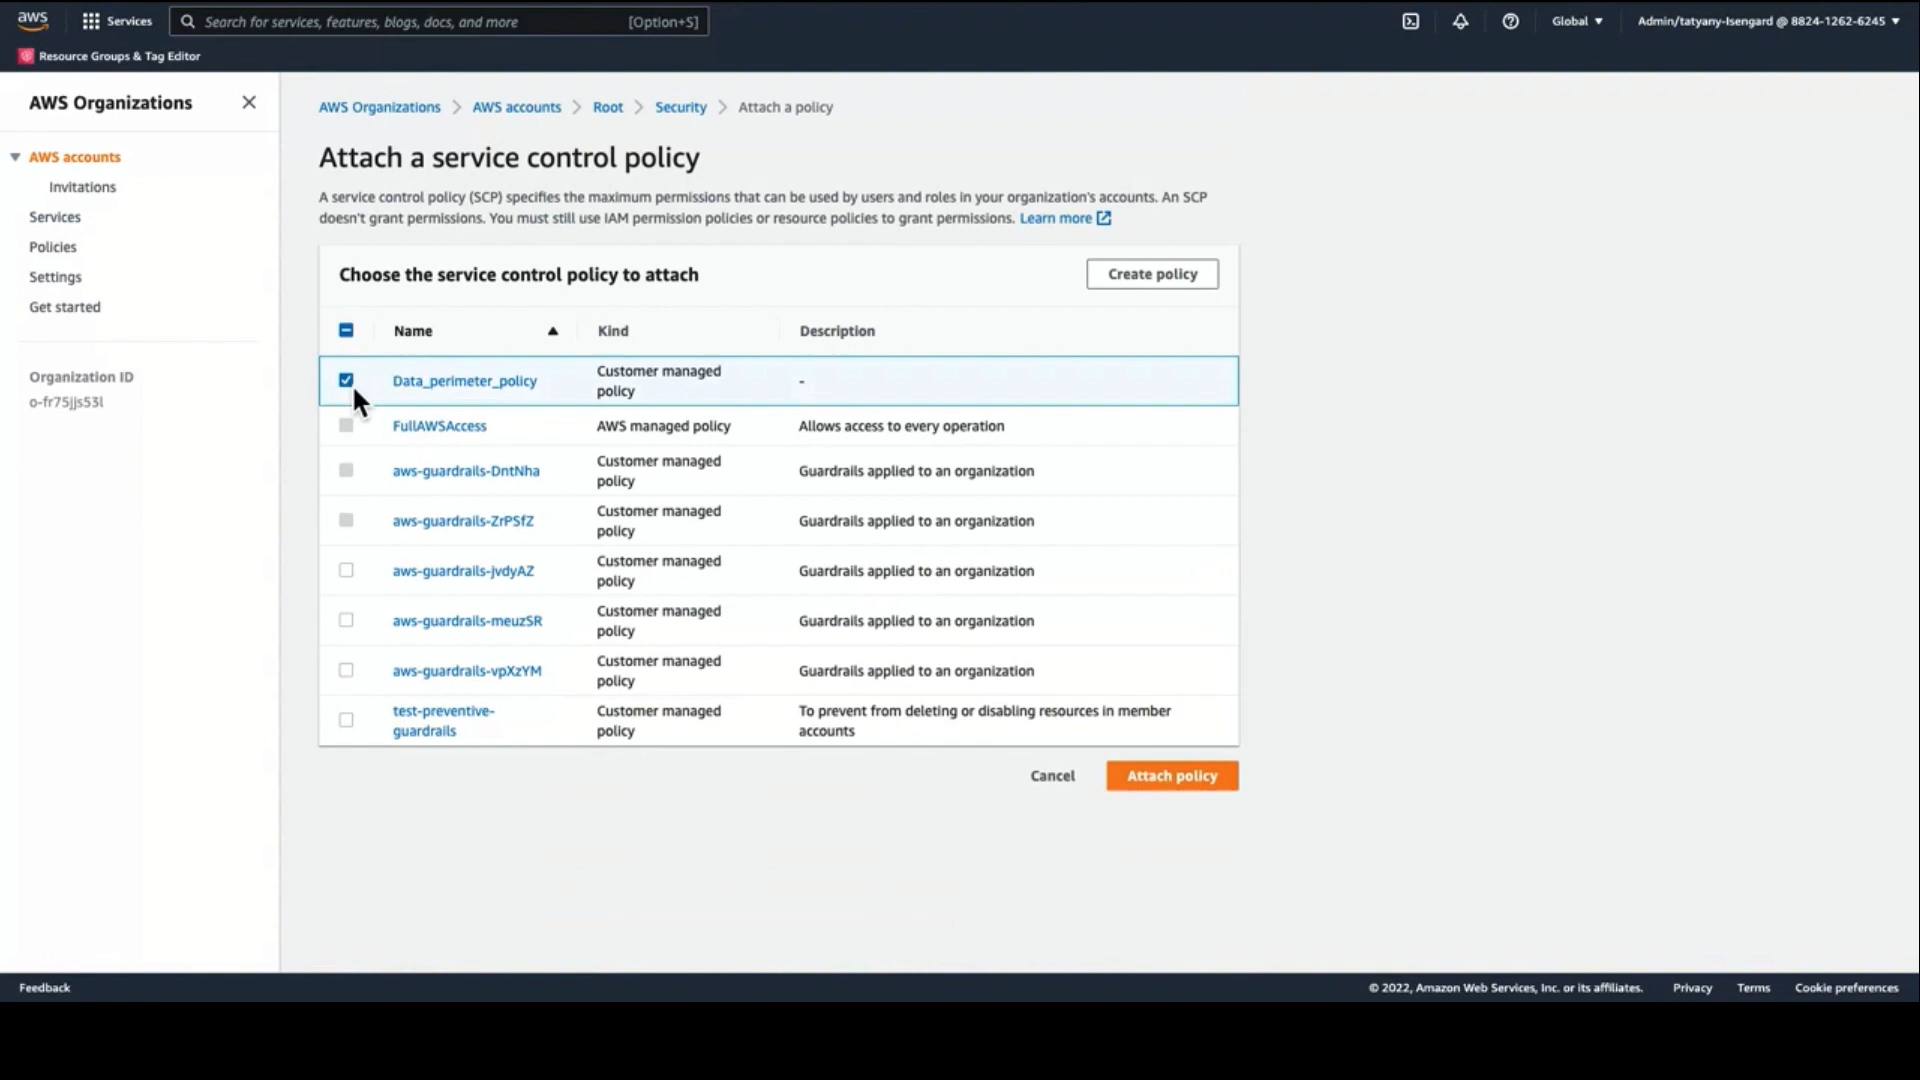 aws
Services
Search for services, features, blogs, docs, and more
[Option+S]
Global
Admin/tatyany-Isengard @ 8824-1262-6245
Resource Groups & Tag Editor
AWS Organizations
AWS accounts
Invitations
Services
Policies
Settings
Get started
Organization ID
o-fr75jjs53l
AWS Organizations > AWS accounts > Root > Security > Attach a policy
Attach a service control policy
A service control policy (SCP) specifies the maximum permissions that can be used by users and roles in your organization's accounts. An SCP
doesn't grant permissions. You must still use IAM permission policies or resource policies to grant permissions. Learn more
Choose the service control policy to attach
Create policy
Name Kind Description
Data_perimeter_policy Customer managed
policy -
FullAWSAccess AWS managed policy Allows access to every operation
aws-guardrails-DntNha Customer managed
policy Guardrails applied to an organization
aws-guardrails-ZrPSfZ Customer managed
policy Guardrails applied to an organization
aws-guardrails-jvdyAZ Customer managed
policy Guardrails applied to an organization
aws-guardrails-meuzSR Customer managed
policy Guardrails applied to an organization
aws-guardrails-vpXzYM Customer managed
policy Guardrails applied to an organization
test-preventive- Customer managed To prevent from deleting or disabling resources in member
guardrails policy accounts
Cancel
Attach policy
Feedback
© 2022, Amazon Web Services, Inc. or its affiliates. Privacy Terms Cookie preferences